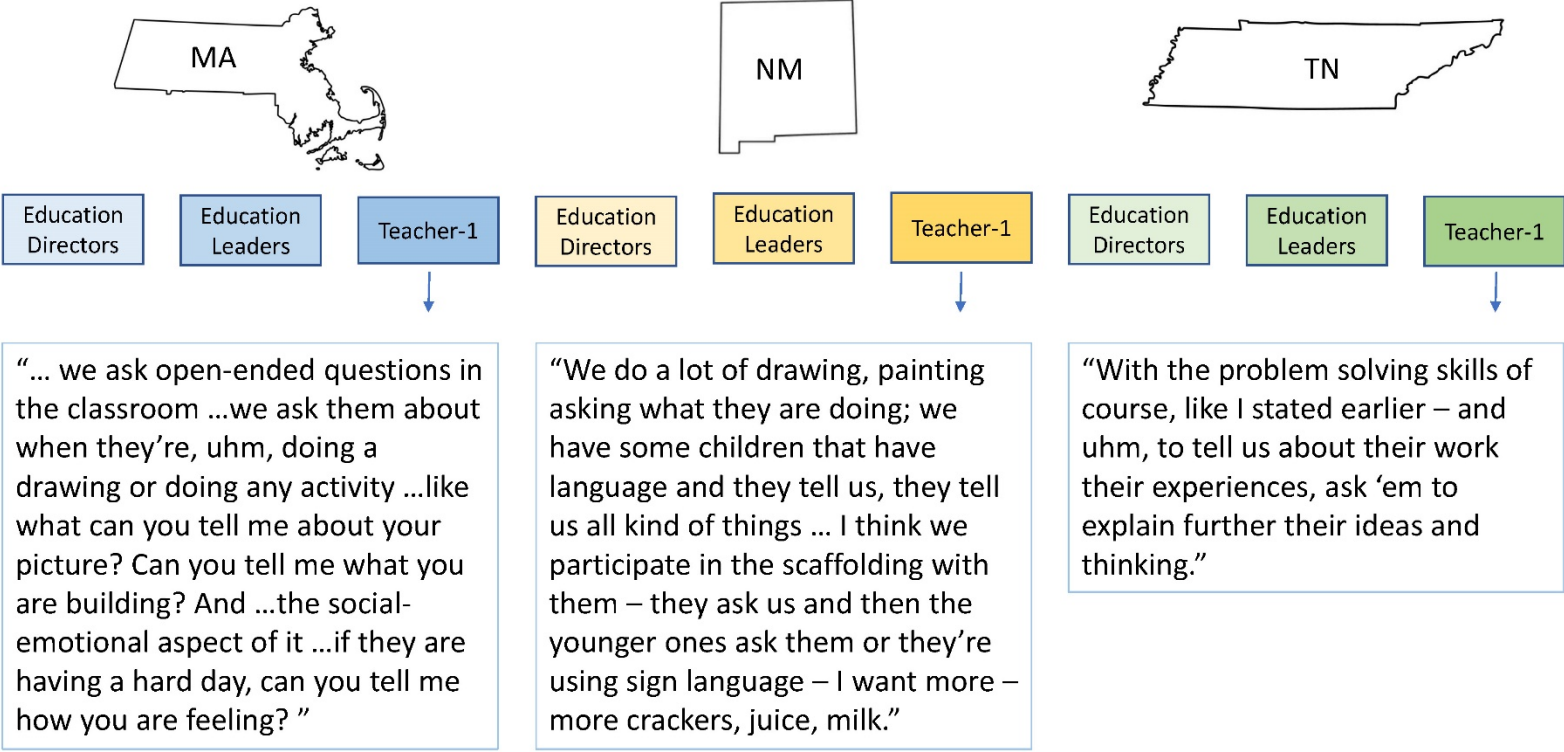 MA
NM
TN
Education
Directors
Education
Leaders
Teacher-1
Education
Directors
Education
Leaders
Teacher-1
Education
Directors
Education
Leaders
Teacher-1
“… we ask open-ended questions in
the classroom …we ask them about
when they’re, uhm, doing a
drawing or doing any activity …like
what can you tell me about your
picture? Can you tell me what you
are building? And …the social-
emotional aspect of it …if they are
having a hard day, can you tell me
how you are feeling? ”
“We do a lot of drawing, painting
asking what they are doing; we
have some children that have
language and they tell us, they tell
us all kind of things … I think we
participate in the scaffolding with
them – they ask us and then the
younger ones ask them or they’re
using sign language – I want more –
more crackers, juice, milk.”
“With the problem solving skills of
course, like I stated earlier – and
uhm, to tell us about their work
their experiences, ask ‘em to
explain further their ideas and
thinking.”